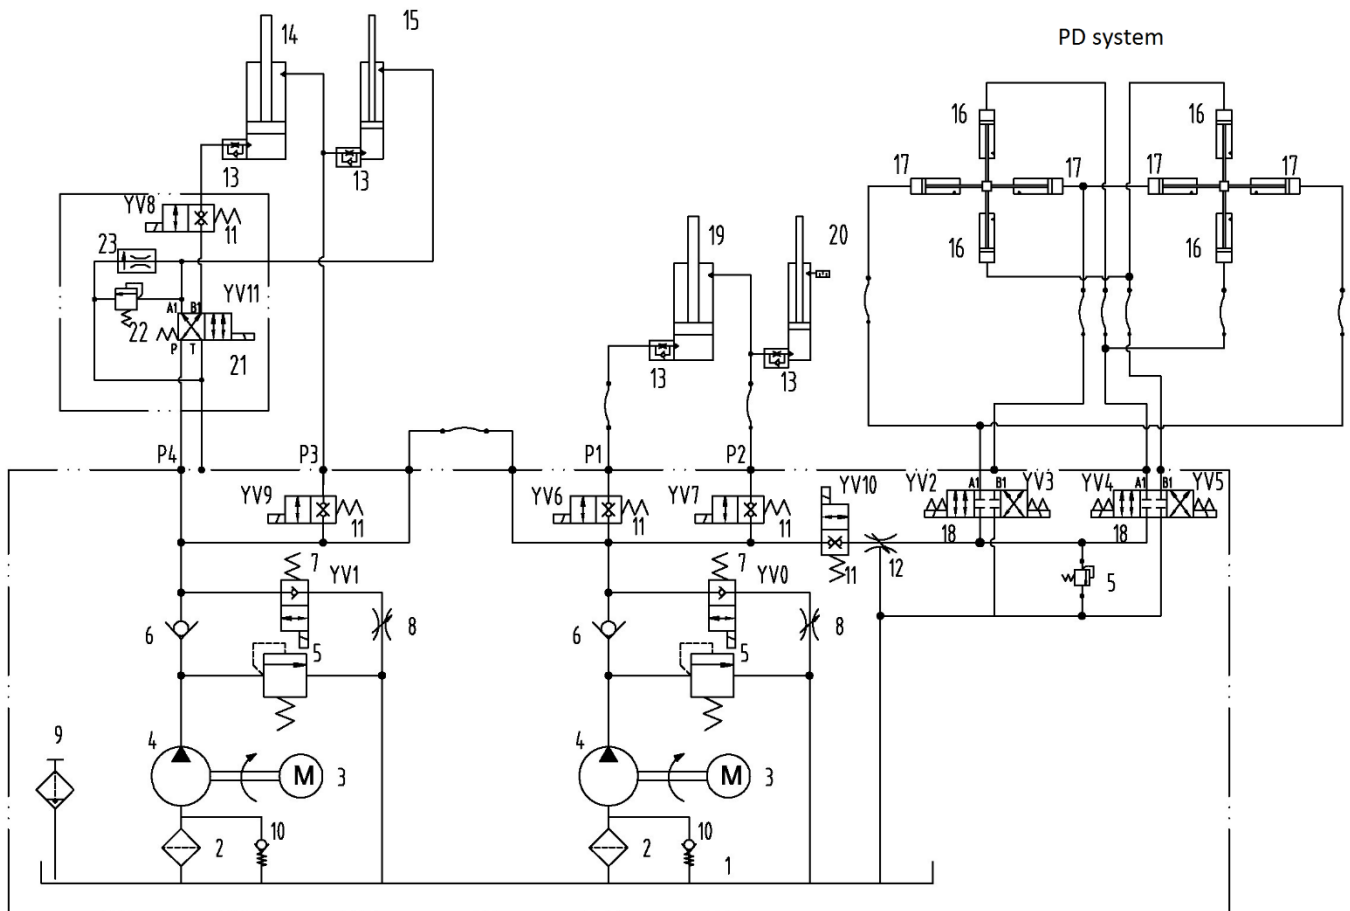 14 15
PD system
16 16
13 13
17 17 17
YV8
11
23
19 20
16 16
A1 B1 YV11
22
P T
21
13 13
P4 P3 P1 P2
YV9 YV6 YV7 YV10 YV2 A1 B1 YV3 YV4 A1 B1 YV5
11 11 11
18 18
7 7
11 12
YV1 YV0
5
6 8 6 8
5 5
9
4 4
M 3 M 3
10 10
2 2 1